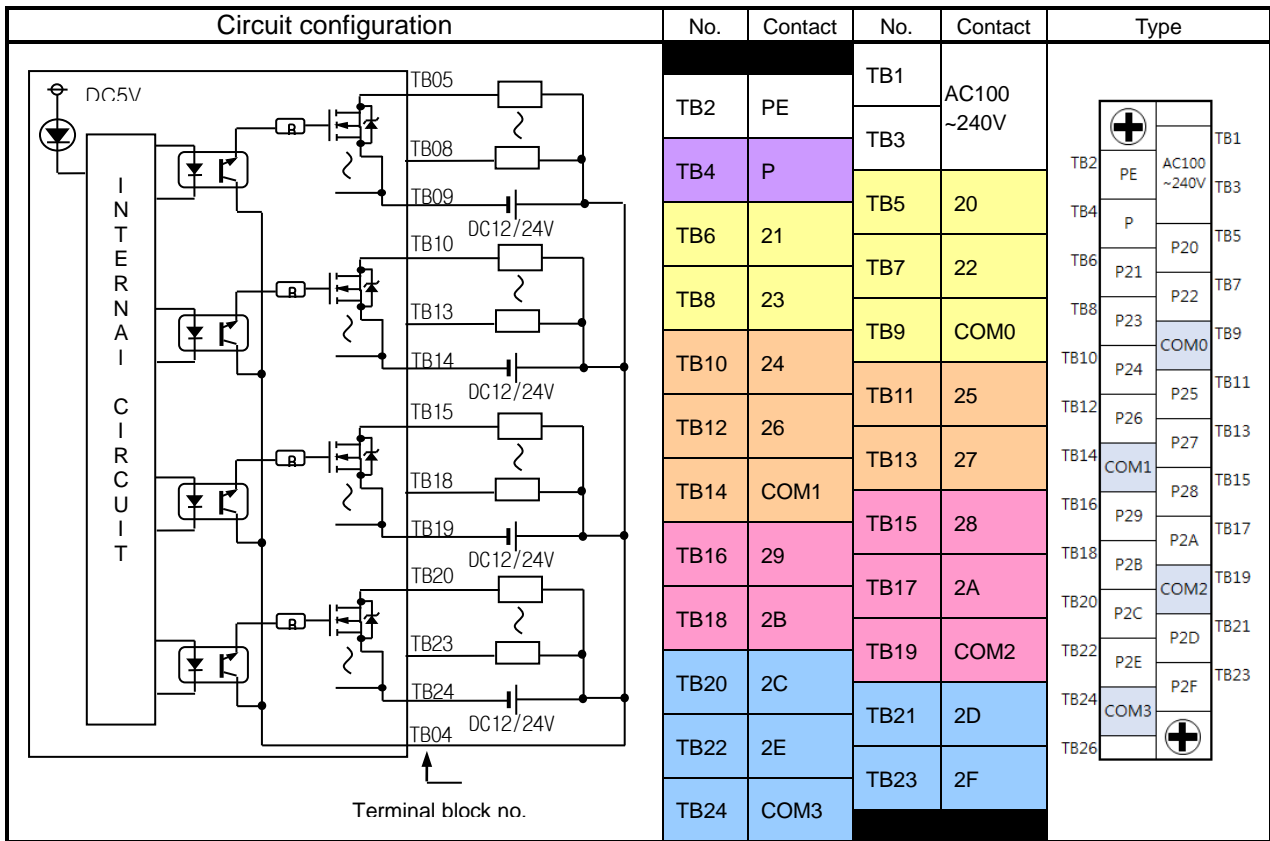 Circuit configuration
No.
Contact
No.
Contact
Type
DC5V
INTERNAL CIRCUIT
R
R
R
R
TB05
TB08
TB09
DC12/24V
TB10
TB13
TB14
DC12/24V
TB15
TB18
TB19
DC12/24V
TB20
TB23
TB24
DC12/24V
TB04
Terminal block no.
TB2 PE
TB4 P
TB6 21
TB8 23
TB10 24
TB12 26
TB14 COM1
TB16 29
TB18 2B
TB20 2C
TB22 2E
TB24 COM3
TB1
AC100
~240V
TB3
TB5 20
TB7 22
TB9 COM0
TB11 25
TB13 27
TB15 28
TB17 2A
TB19 COM2
TB21 2D
TB23 2F
TB2
TB4
TB6
TB8
TB10
TB12
TB14
TB16
TB18
TB20
TB22
TB24
TB26
PE
P
P21
P23
P24
P26
COM1
P29
P2B
P2C
P2E
COM3
AC100
~240V
P20
P22
COM0
P25
P27
P28
P2A
COM2
P2D
P2F
TB1
TB3
TB5
TB7
TB9
TB11
TB13
TB15
TB17
TB19
TB21
TB23